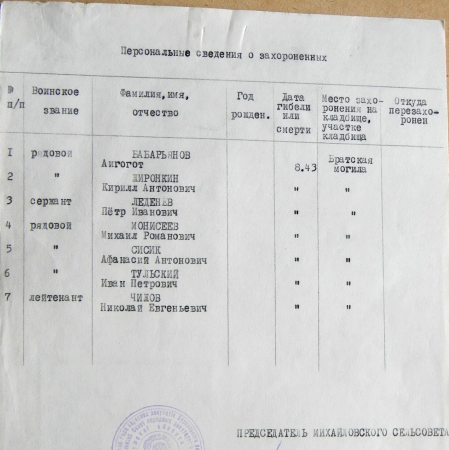 Персональные сведения о захороненных
№ п/п Воинское звание Фамилия, имя, отчество Год рожден. Дата гибели или смерти Место захоронения на кладбище, участке кладбища Откуда перезахоронен
I рядовой БАБАРЬЯНОВ Братская
Аигогот 8.43 могила
2 " ЖИРОНКИН
Кирилл Антонович " "
3 сержант ЛЕДЕНЕВ
Пётр Иванович " "
4 рядовой МОНИСЕЕВ
Михаил Романович " "
5 " СИСИК
Афанасий Антонович " "
6 " ТУЛЬСКИЙ
Иван Петрович " "
7 лейтенант ЧИХОВ
Николай Евгеньевич " "
ПРЕДСЕДАТЕЛЬ МИХАЙЛОВСКОГО СЕЛЬСОВЕТА